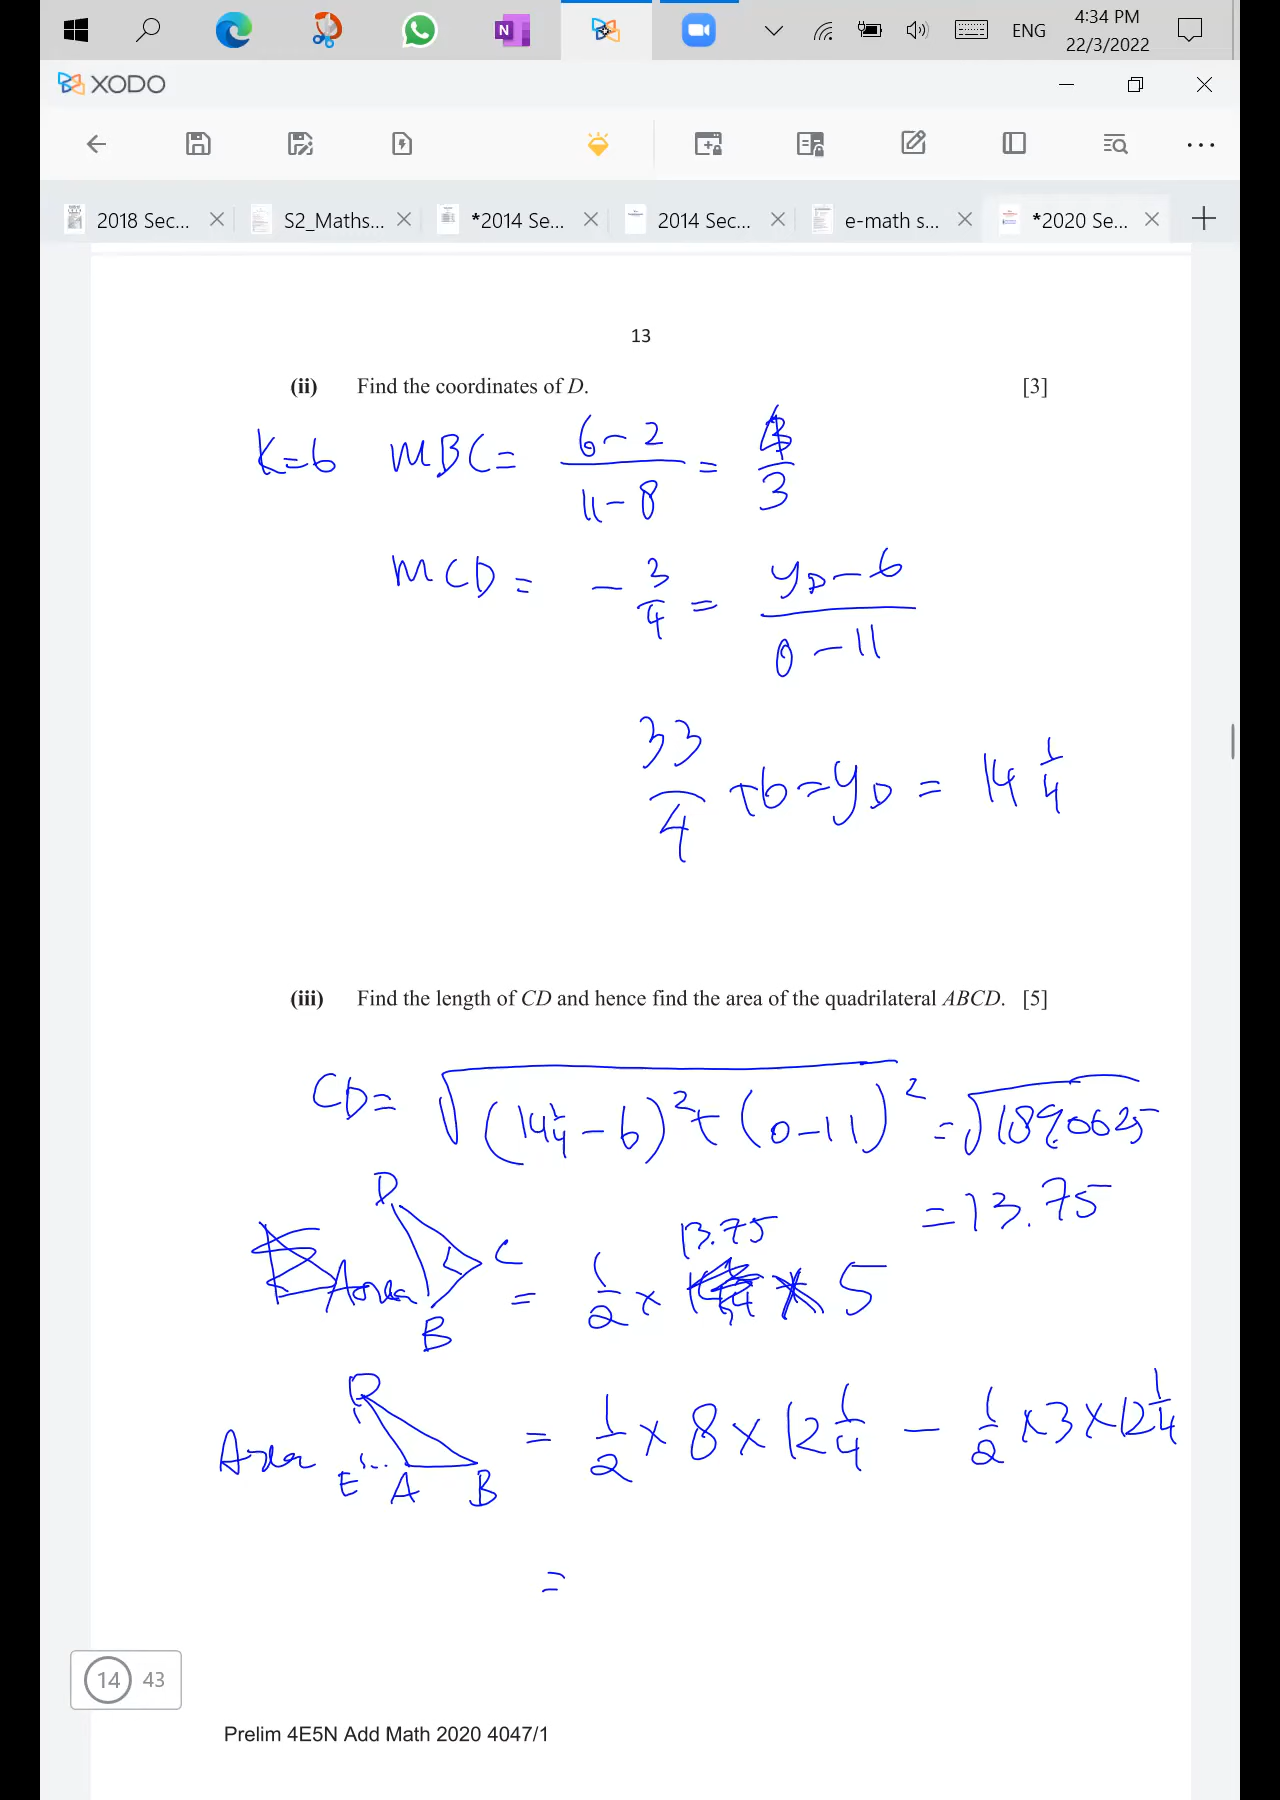 4:34 PM
ENG
22/3/2022
XODO
2018 Sec... S2_Maths... *2014 Se... 2014 Sec... e-math s... *2020 Se...
13
(ii) Find the coordinates of D. [3]
K=6 MBC = 6-2/11-8 = 4/3
MCD = -3/4 = yD-6/0-11
33/4 +6 = yD = 14 1/4
(iii) Find the length of CD and hence find the area of the quadrilateral ABCD. [5]
CD = √(14 1/4 - 6)² + (0-11)² = √189.0625
= 13.75
D
C
13.75
Area = 1/2 × 5
B
D
Area = 1/2 × 8 × 12 1/4 - 1/2 × 3 × 12 1/4
E A B
=
14 43
Prelim 4E5N Add Math 2020 4047/1